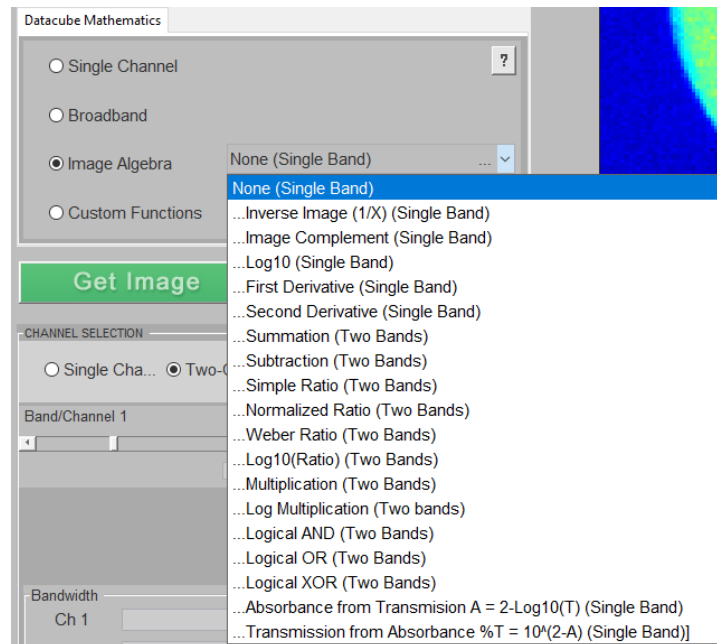 Datacube Mathematics
Single Channel
?
Broadband
Image Algebra
None (Single Band) ...
Custom Functions
None (Single Band)
...Inverse Image (1/X) (Single Band)
...Image Complement (Single Band)
...Log10 (Single Band)
...First Derivative (Single Band)
...Second Derivative (Single Band)
...Summation (Two Bands)
...Subtraction (Two Bands)
...Simple Ratio (Two Bands)
...Normalized Ratio (Two Bands)
...Weber Ratio (Two Bands)
...Log10(Ratio) (Two Bands)
...Multiplication (Two Bands)
...Log Multiplication (Two bands)
...Logical AND (Two Bands)
...Logical OR (Two Bands)
...Logical XOR (Two Bands)
...Absorbance from Transmision A = 2-Log10(T) (Single Band)
...Transmission from Absorbance %T = 10^(2-A) (Single Band)]
Get Image
CHANNEL SELECTION
Single Cha... Two-
Band/Channel 1
Bandwidth
Ch 1